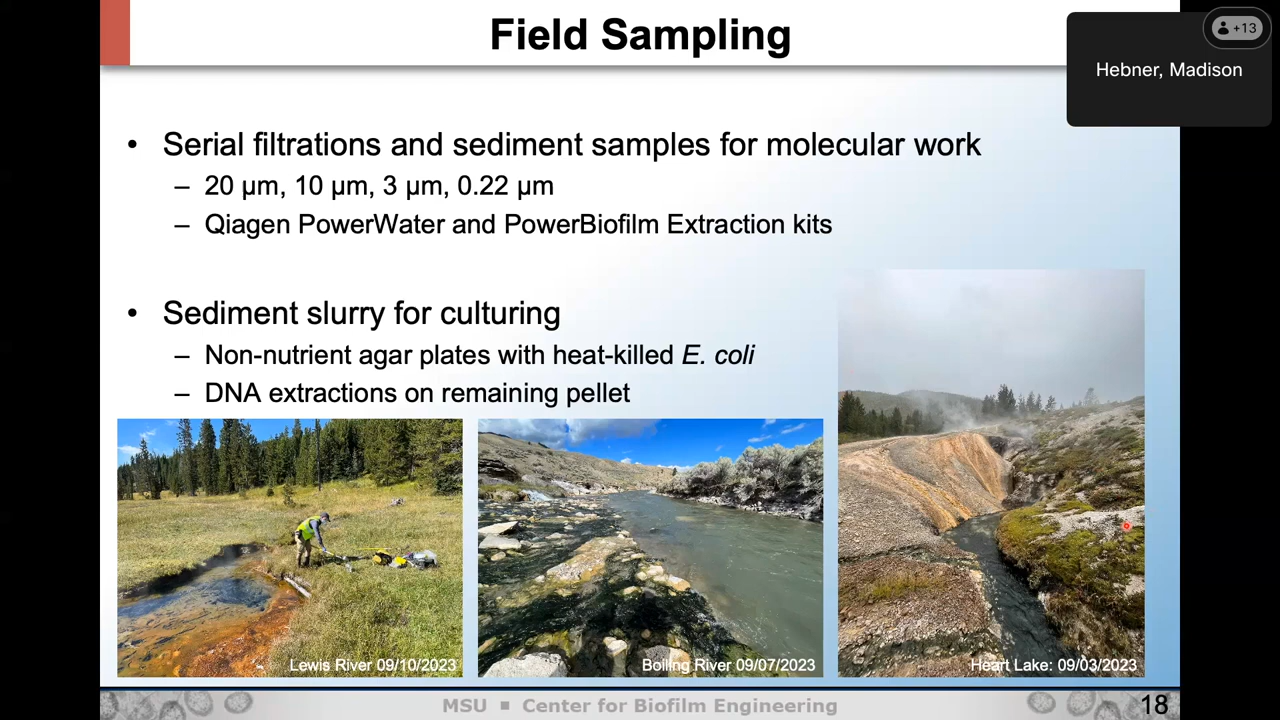 Field Sampling
+13
Hebner, Madison
• Serial filtrations and sediment samples for molecular work
– 20 µm, 10 µm, 3 µm, 0.22 µm
– Qiagen PowerWater and PowerBiofilm Extraction kits
• Sediment slurry for culturing
– Non-nutrient agar plates with heat-killed E. coli
– DNA extractions on remaining pellet
Lewis River 09/10/2023
Boiling River 09/07/2023
Heart Lake: 09/03/2023
MSU ▪ Center for Biofilm Engineering
18